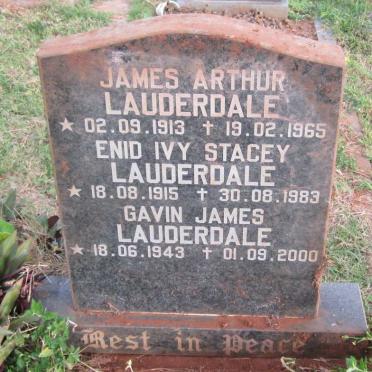 JAMES ARTHUR
LAUDERDALE
★ 02.09.1913 ✝ 19.02.1965
ENID IVY STACEY
LAUDERDALE
★ 18.08.1915 ✝ 30.08.1983
GAVIN JAMES
LAUDERDALE
★ 18.06.1943 ✝ 01.09.2000
Rest in Peace